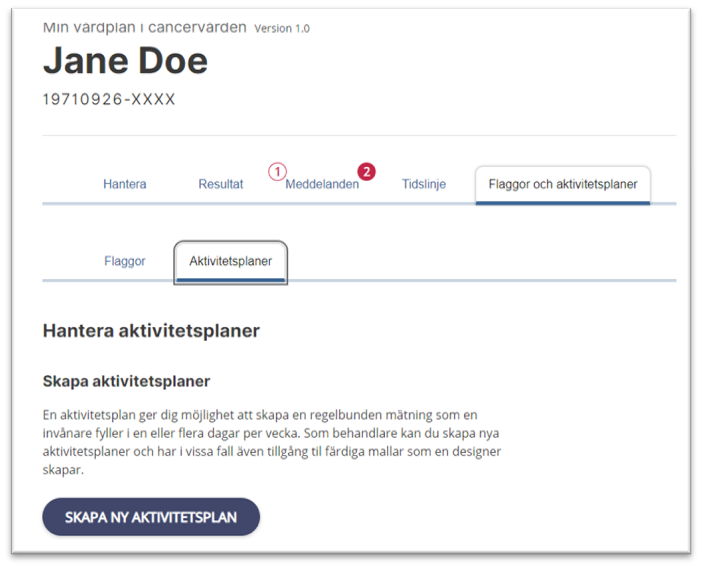 Min vårdplan i cancervården Version 1.0
Jane Doe
19710926-XXXX
Hantera Resultat 1 Meddelanden 2 Tidslinje Flaggor och aktivitetsplaner
Flaggor Aktivitetsplaner
Hantera aktivitetsplaner
Skapa aktivitetsplaner
En aktivitetsplan ger dig möjlighet att skapa en regelbunden mätning som en
invånare fyller i en eller flera dagar per vecka. Som behandlare kan du skapa nya
aktivitetsplaner och har i vissa fall även tillgång til färdiga mallar som en designer
skapar.
SKAPA NY AKTIVITETSPLAN